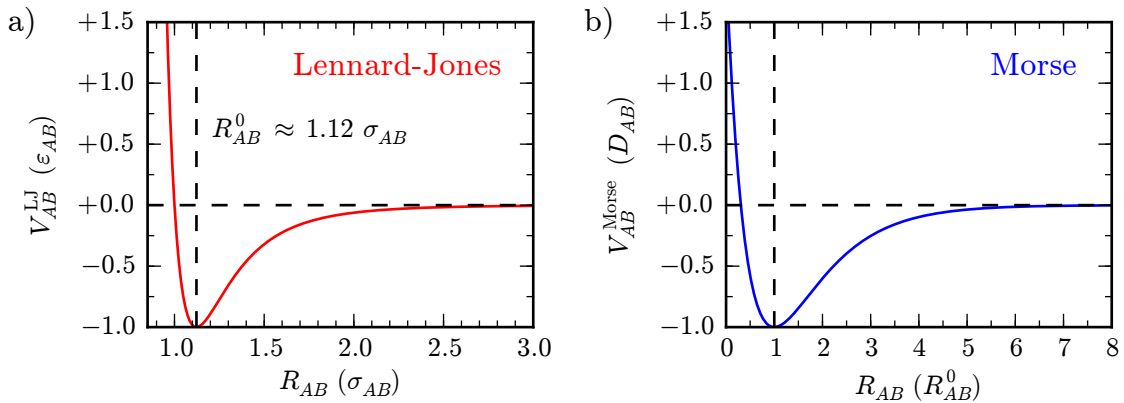 a)
Lennard-Jones
R⁰_AB ≈ 1.12 σ_AB
V^LJ_AB (ε_AB)
+1.5
+1.0
+0.5
+0.0
−0.5
−1.0
1.0 1.5 2.0 2.5 3.0
R_AB (σ_AB)
b)
Morse
V^Morse_AB (D_AB)
+1.5
+1.0
+0.5
+0.0
−0.5
−1.0
0 1 2 3 4 5 6 7 8
R_AB (R⁰_AB)